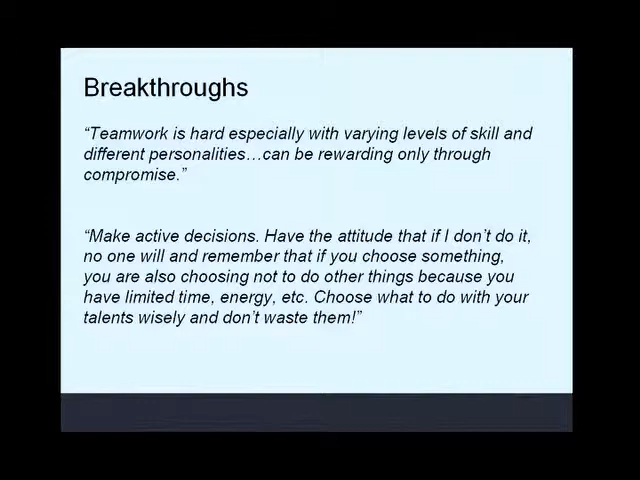 Breakthroughs
“Teamwork is hard especially with varying levels of skill and
different personalities…can be rewarding only through
compromise.”
“Make active decisions. Have the attitude that if I don’t do it,
no one will and remember that if you choose something,
you are also choosing not to do other things because you
have limited time, energy, etc. Choose what to do with your
talents wisely and don’t waste them!”